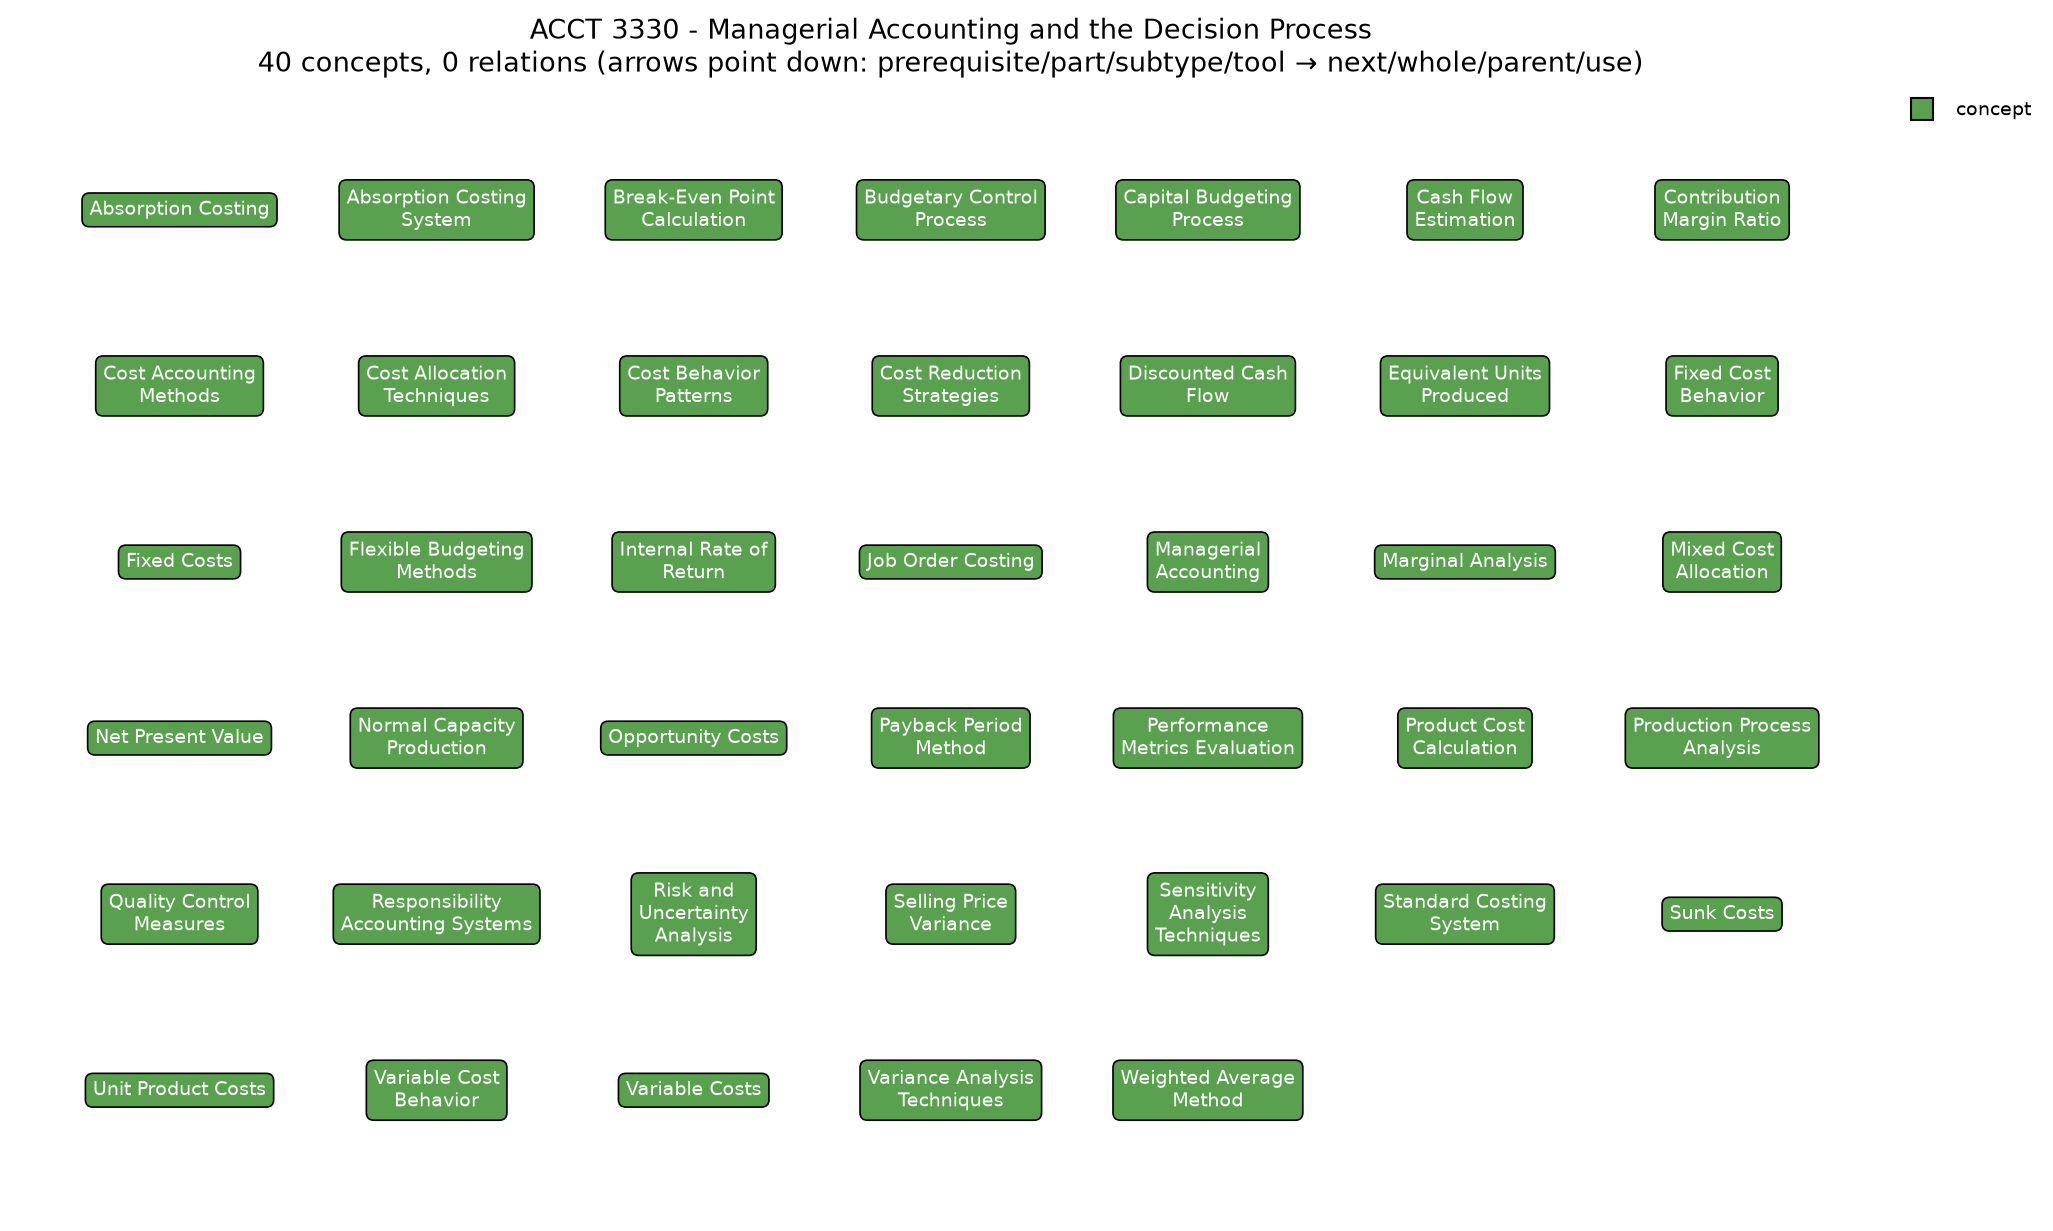 ACCT 3330 - Managerial Accounting and the Decision Process
40 concepts, 0 relations (arrows point down: prerequisite/part/subtype/tool → next/whole/parent/use)
concept
Absorption Costing
Absorption Costing
System
Break-Even Point
Calculation
Budgetary Control
Process
Capital Budgeting
Process
Cash Flow
Estimation
Contribution
Margin Ratio
Cost Accounting
Methods
Cost Allocation
Techniques
Cost Behavior
Patterns
Cost Reduction
Strategies
Discounted Cash
Flow
Equivalent Units
Produced
Fixed Cost
Behavior
Fixed Costs
Flexible Budgeting
Methods
Internal Rate of
Return
Job Order Costing
Managerial
Accounting
Marginal Analysis
Mixed Cost
Allocation
Net Present Value
Normal Capacity
Production
Opportunity Costs
Payback Period
Method
Performance
Metrics Evaluation
Product Cost
Calculation
Production Process
Analysis
Quality Control
Measures
Responsibility
Accounting Systems
Risk and
Uncertainty
Analysis
Selling Price
Variance
Sensitivity
Analysis
Techniques
Standard Costing
System
Sunk Costs
Unit Product Costs
Variable Cost
Behavior
Variable Costs
Variance Analysis
Techniques
Weighted Average
Method